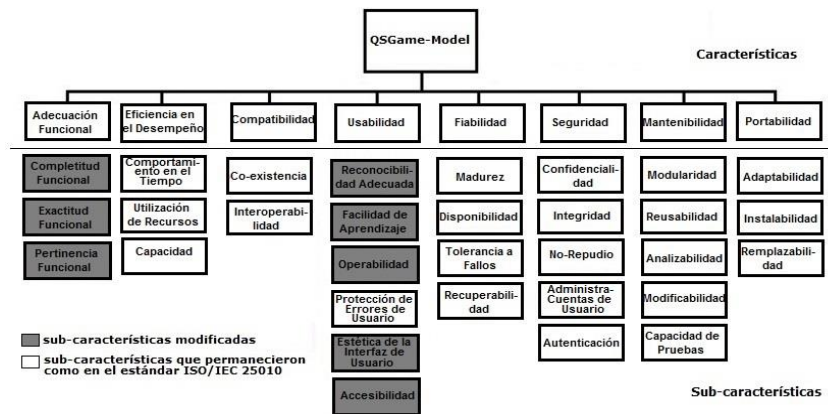 QSGame-Model
Características
Adecuación
Funcional
Eficiencia en
el Desempeño
Compatibilidad
Usabilidad
Fiabilidad
Seguridad
Mantenibilidad
Portabilidad
Completitud
Funcional
Exactitud
Funcional
Pertinencia
Funcional
Comportami-
ento en el
Tiempo
Utilización
de Recursos
Capacidad
Co-existencia
Interoperabi-
lidad
Reconocibili-
dad Adecuada
Facilidad de
Aprendizaje
Operabilidad
Protección de
Errores de
Usuario
Estética de la
Interfaz de
Usuario
Accesibilidad
Madurez
Disponibilidad
Tolerancia a
Fallos
Recuperabili-
dad
Confidenciali-
dad
Integridad
No-Repudio
Administra-
Cuentas de
Usuario
Autenticación
Modularidad
Reusabilidad
Analizabilidad
Modificabilidad
Capacidad de
Pruebas
Adaptabilidad
Instalabilidad
Remplazabili-
dad
sub-características modificadas
sub-características que permanecieron
como en el estándar ISO/IEC 25010
Sub-características